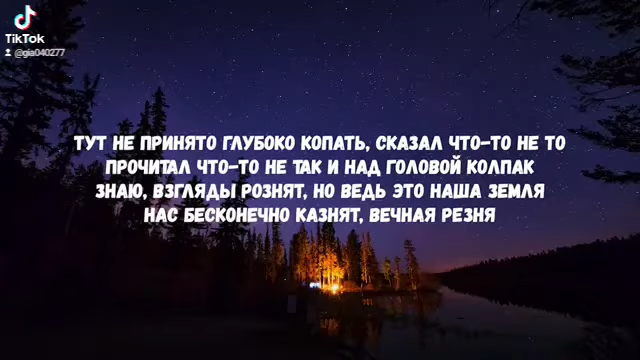 TikTok
@gia040277
ТУТ НЕ ПРИНЯТО ГЛУБОКО КОПАТЬ, СКАЗАЛ ЧТО-ТО НЕ ТО
ПРОЧИТАЛ ЧТО-ТО НЕ ТАК И НАД ГОЛОВОЙ КОЛПАК
ЗНАЮ, ВЗГЛЯДЫ РОЗНЯТ, НО ВЕДЬ ЭТО НАША ЗЕМЛЯ
НАС БЕСКОНЕЧНО КАЗНЯТ, ВЕЧНАЯ РЕЗНЯ